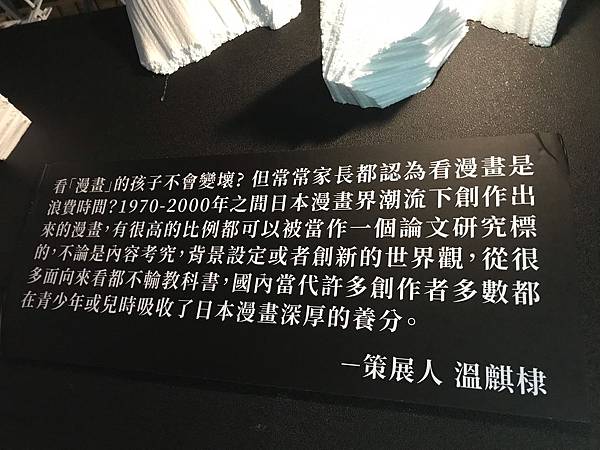 看「漫畫」的孩子不會變壞? 但常常家長都認為看漫畫是
浪費時間?1970-2000年之間日本漫畫界潮流下創作出
來的漫畫,有很高的比例都可以被當作一個論文研究標
的,不論是內容考究,背景設定或者創新的世界觀,從很
多面向來看都不輸教科書,國內當代許多創作者多數都
在青少年或兒時吸收了日本漫畫深厚的養分。
—策展人 溫麒棣